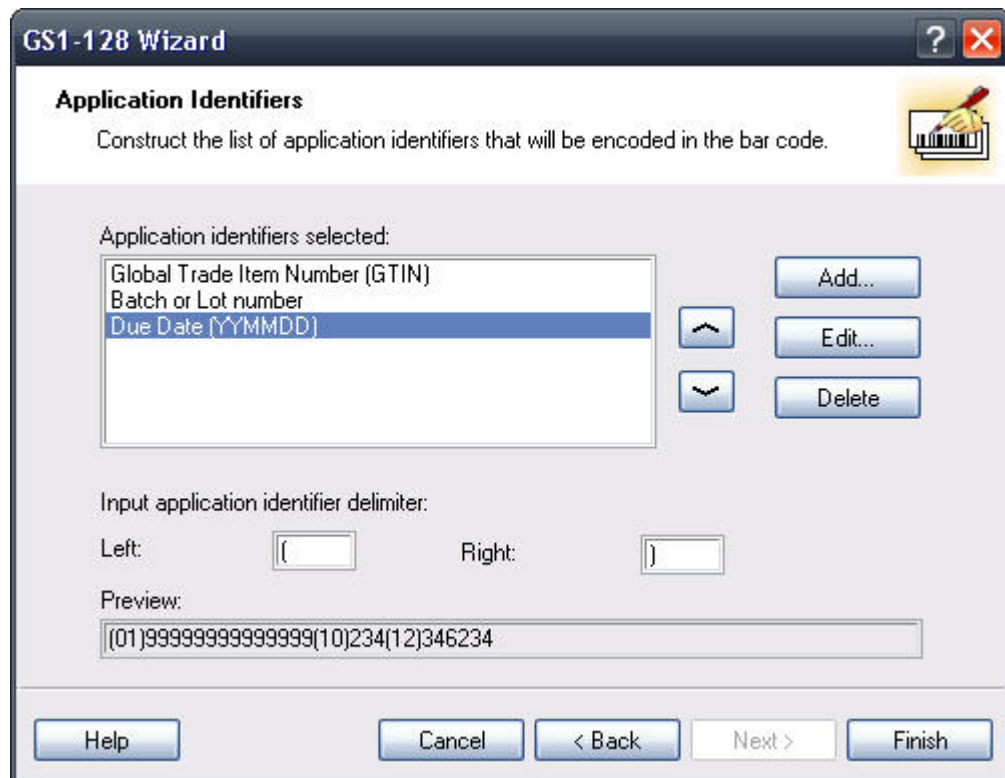 GS1-128 Wizard
Application Identifiers
Construct the list of application identifiers that will be encoded in the bar code.
Application identifiers selected:
Global Trade Item Number (GTIN)
Batch or Lot number
Due Date (YYMMDD)
Add...
Edit...
Delete
Input application identifier delimiter:
Left: ( Right: )
Preview:
(01)99999999999999(10)234(12)346234
Help Cancel < Back Next > Finish